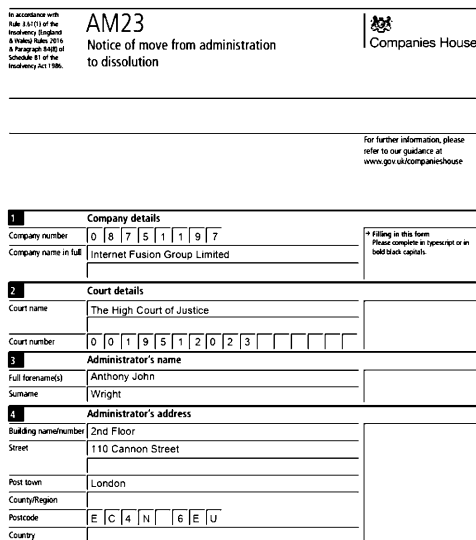 In accordance with
Rule 3.61(1) of the
Insolvency (England
& Wales) Rules 2016
& Paragraph 84(8) of
Schedule B1 of the
Insolvency Act 1986.
AM23
Notice of move from administration
to dissolution
Companies House
For further information, please
refer to our guidance at
www.gov.uk/companieshouse
1 Company details
Company number 0 8 7 5 1 1 9 7
→ Filling in this form
Please complete in typescript or in
bold black capitals.
Company name in full Internet Fusion Group Limited
2 Court details
Court name The High Court of Justice
Court number 0 0 1 9 5 1 2 0 2 3
3 Administrator's name
Full forename(s) Anthony John
Surname Wright
4 Administrator's address
Building name/number 2nd Floor
Street 110 Cannon Street
Post town London
County/Region
Postcode E C 4 N 6 E U
Country